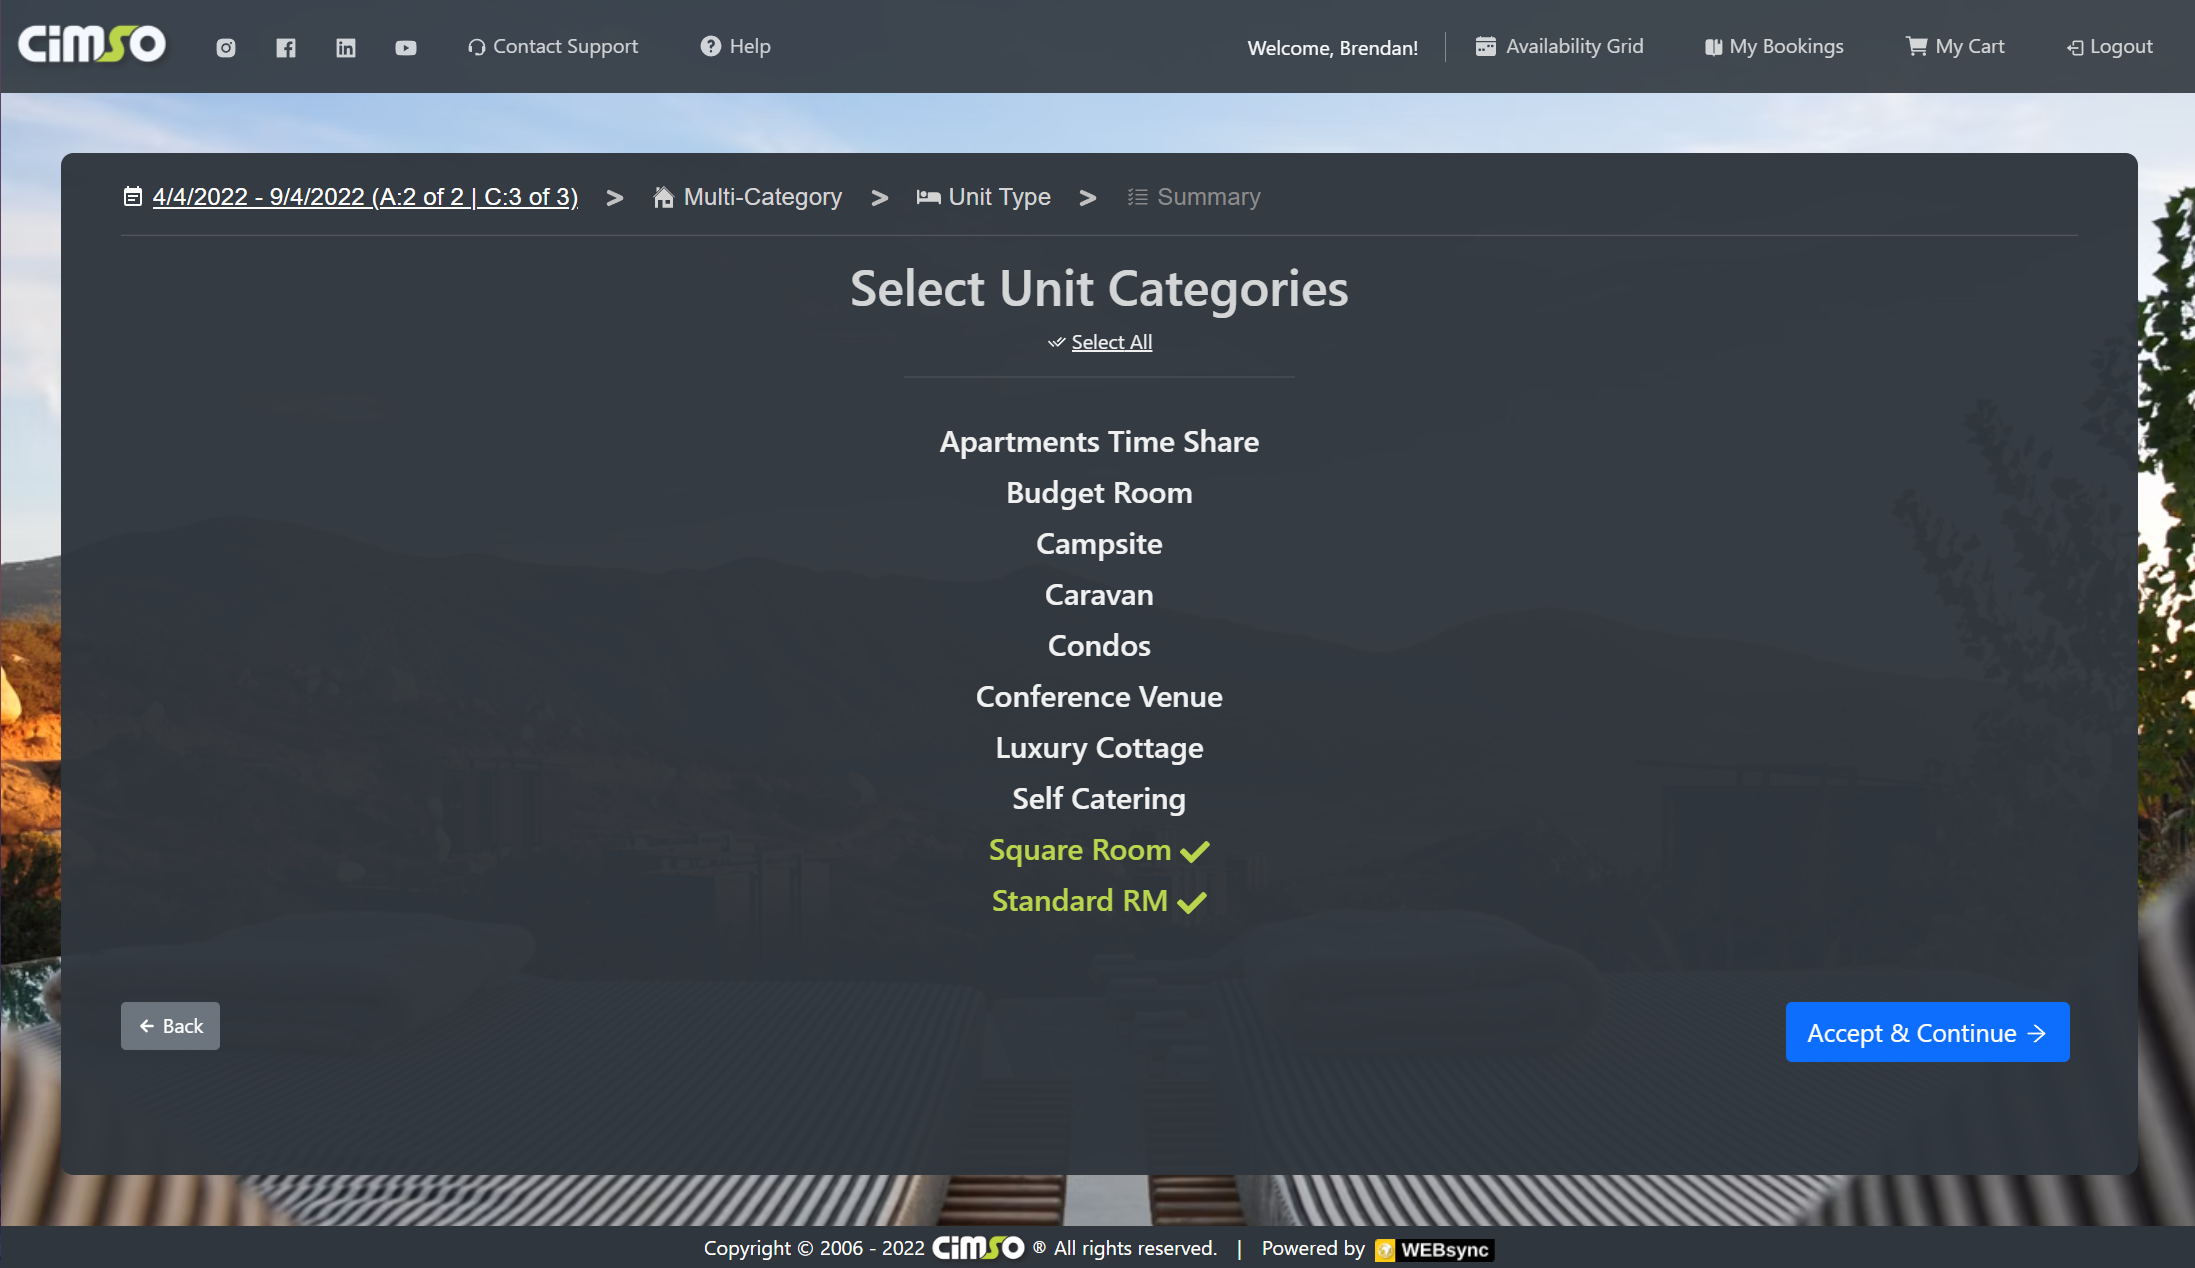 CiMSO Contact Support Help Welcome, Brendan! Availability Grid My Bookings My Cart Logout
4/4/2022 - 9/4/2022 (A:2 of 2 | C:3 of 3) > Multi-Category > Unit Type > Summary
Select Unit Categories
Select All
Apartments Time Share
Budget Room
Campsite
Caravan
Condos
Conference Venue
Luxury Cottage
Self Catering
Square Room
Standard RM
Back
Accept & Continue
Copyright © 2006 - 2022 CiMSO ® All rights reserved. | Powered by WEBsync